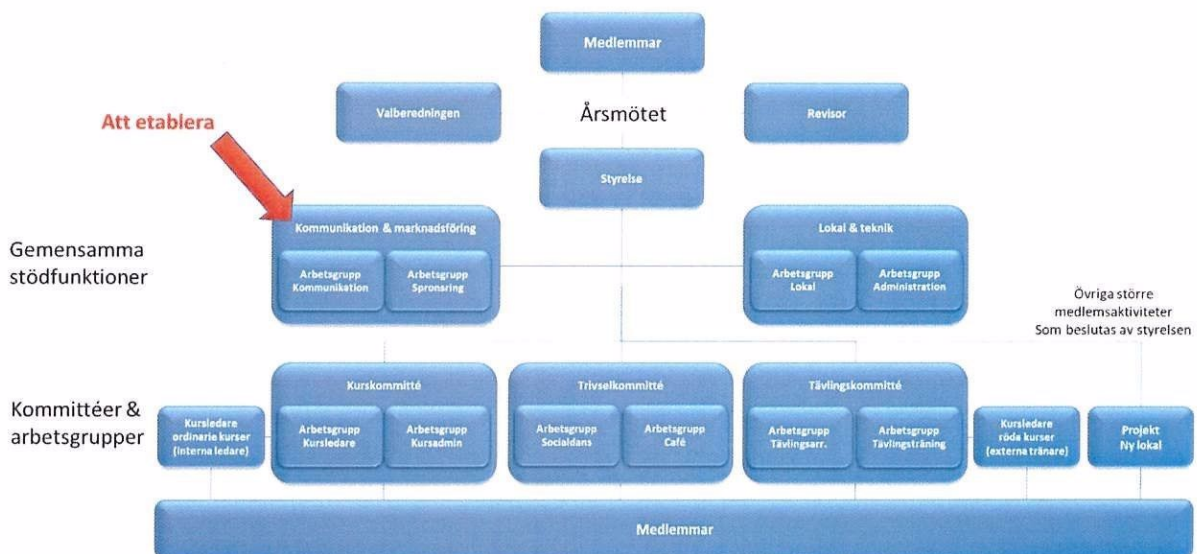 Medlemmar
Valberedningen
Årsmötet
Revisor
Att etablera
Styrelse
Gemensamma
stödfunktioner
Kommunikation & marknadsföring
Arbetsgrupp
Kommunikation
Arbetsgrupp
Spronsring
Lokal & teknik
Arbetsgrupp
Lokal
Arbetsgrupp
Administration
Övriga större
medlemsaktiviteter
Som beslutas av styrelsen
Kommittéer &
arbetsgrupper
Kursledare
ordinarie kurser
(interna ledare)
Kurskommitté
Arbetsgrupp
Kursledare
Arbetsgrupp
Kursadmin
Trivselkommitté
Arbetsgrupp
Socialdans
Arbetsgrupp
Café
Tävlingskommitté
Arbetsgrupp
Tävlingsarr.
Arbetsgrupp
Tävlingsträning
Kursledare
röda kurser
(externa tränare)
Projekt
Ny lokal
Medlemmar